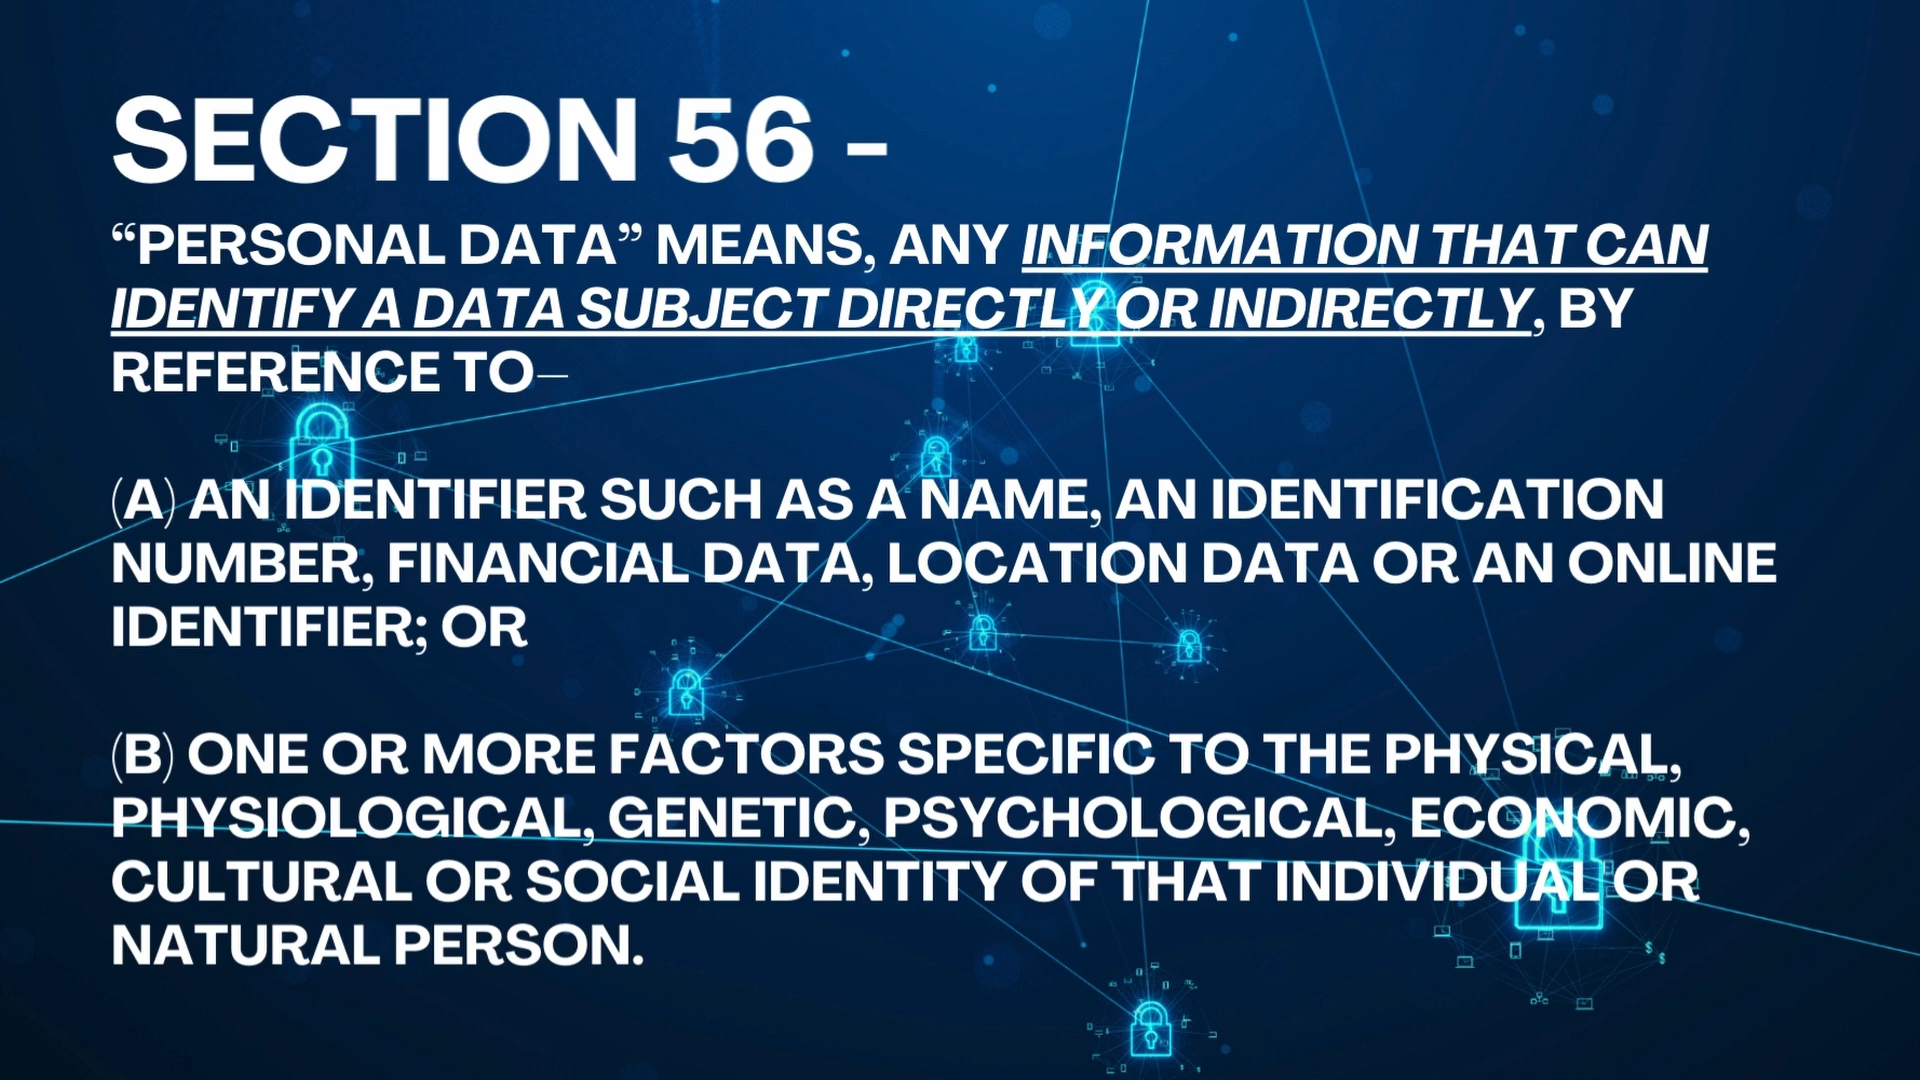 SECTION 56 -
“PERSONAL DATA” MEANS, ANY INFORMATION THAT CAN
IDENTIFY A DATA SUBJECT DIRECTLY OR INDIRECTLY, BY
REFERENCE TO—
(A) AN IDENTIFIER SUCH AS A NAME, AN IDENTIFICATION
NUMBER, FINANCIAL DATA, LOCATION DATA OR AN ONLINE
IDENTIFIER; OR
(B) ONE OR MORE FACTORS SPECIFIC TO THE PHYSICAL,
PHYSIOLOGICAL, GENETIC, PSYCHOLOGICAL, ECONOMIC,
CULTURAL OR SOCIAL IDENTITY OF THAT INDIVIDUAL OR
NATURAL PERSON.